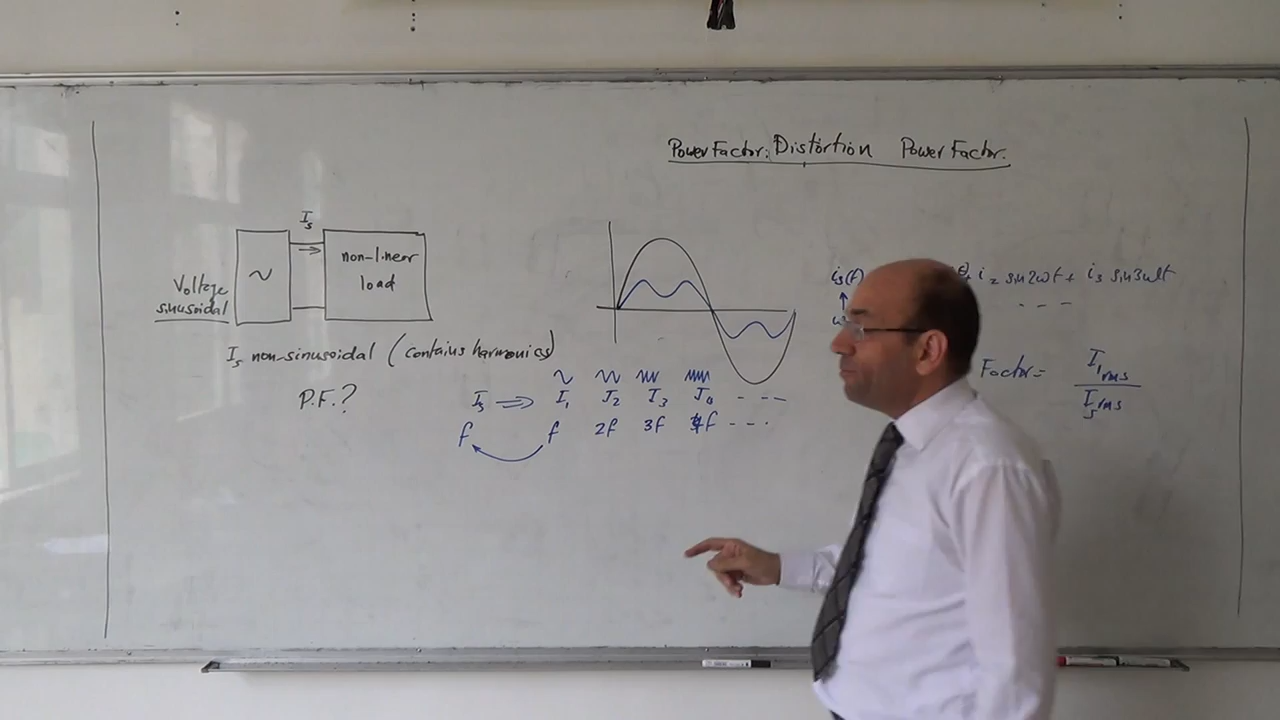 Power Factor: Distortion Power Factor.
Is
~ non-linear load
Voltage sinusoidal
Is non-sinusoidal (contains harmonics)
P.F.?
Is ⇒ I1 I2 I3 I4 - - - -
f f 2f 3f 4f - - - -
is(t) i2 sin2ωt + i3 sin3ωt
- - -
Factor = I1rms / Isrms